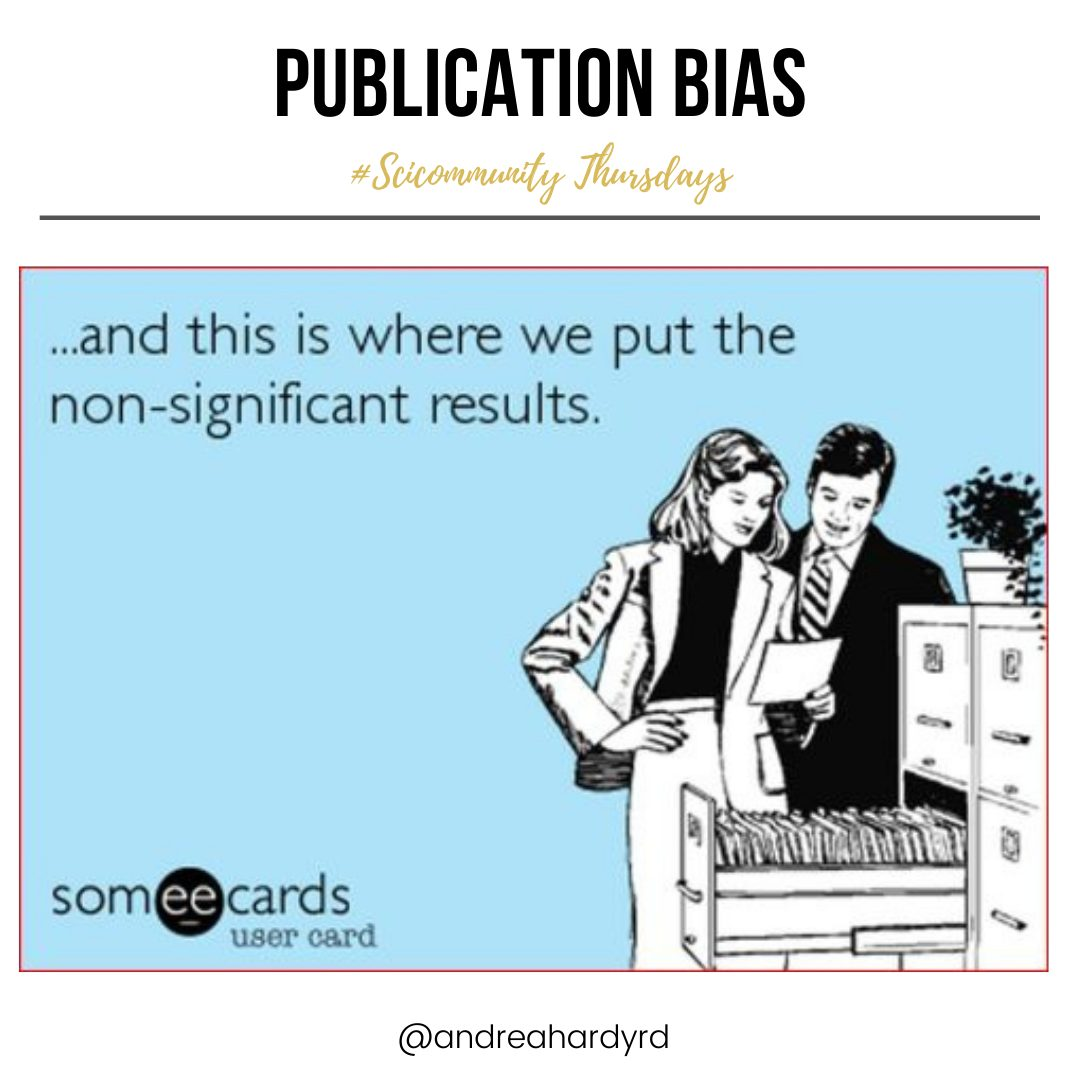 PUBLICATION BIAS
#Scicommunity Thursdays
...and this is where we put the
non-significant results.
someecards
user card
@andreahardyrd